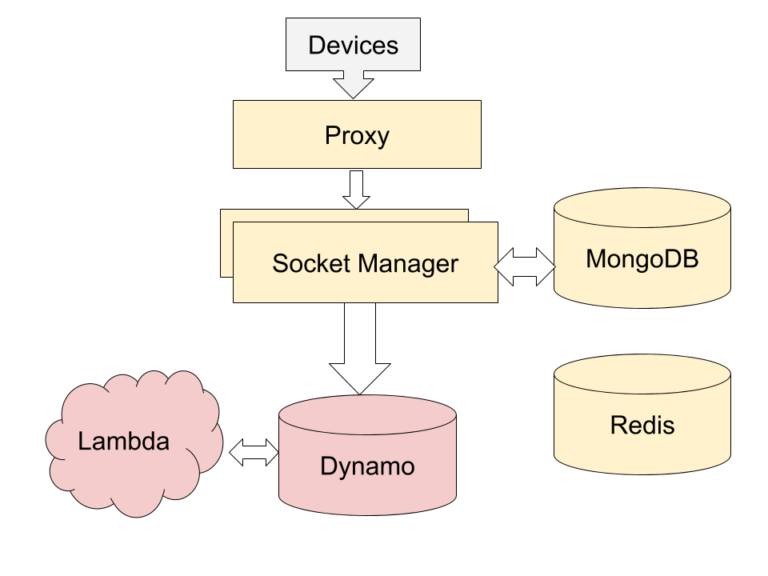 Devices
Proxy
Socket Manager
MongoDB
Redis
Lambda
Dynamo